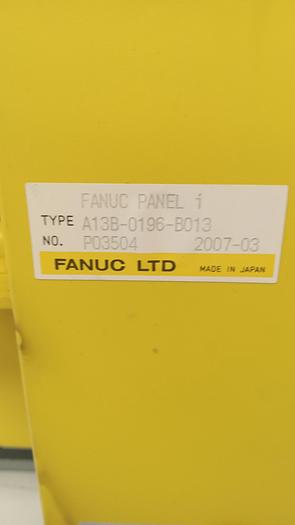 FANUC PANEL i
TYPE A13B-0196-B013
NO. P03504 2007-03
FANUC LTD MADE IN JAPAN